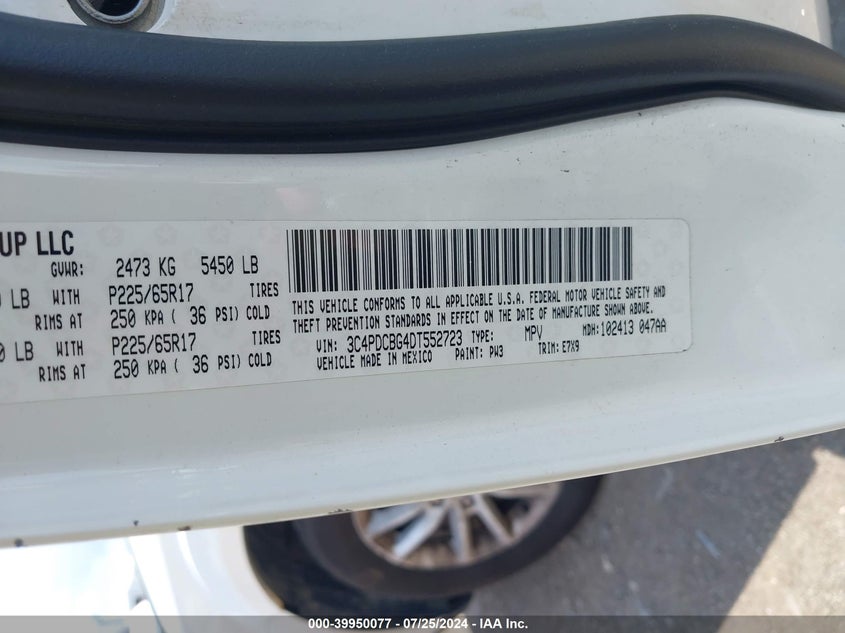 UP LLC
GVWR: 2473 KG 5450 LB
LB WITH P225/65R17 TIRES
RIMS AT 250 KPA ( 36 PSI) COLD
LB WITH P225/65R17 TIRES
RIMS AT 250 KPA ( 36 PSI) COLD
THIS VEHICLE CONFORMS TO ALL APPLICABLE U.S.A. FEDERAL MOTOR VEHICLE SAFETY AND
THEFT PREVENTION STANDARDS IN EFFECT ON THE DATE OF MANUFACTURE SHOWN ABOVE.
VIN: 3C4PDCBG4DT552723 TYPE: MPV MDH: 102413 047AA
VEHICLE MADE IN MEXICO PAINT: PW3 TRIM: E7X9
000-39950077 - 07/25/2024 - IAA Inc.